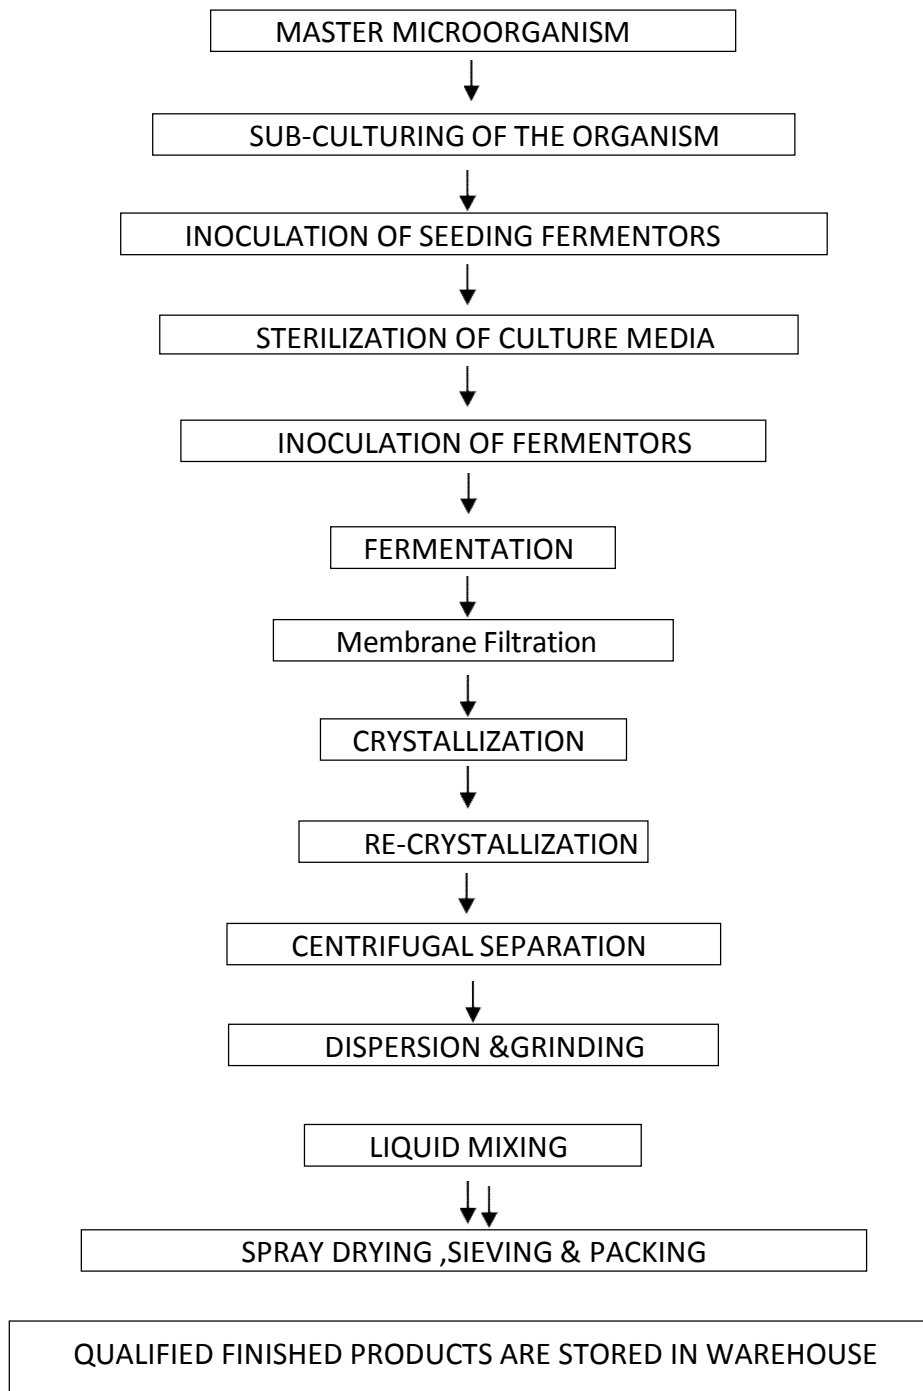 MASTER MICROORGANISM
SUB-CULTURING OF THE ORGANISM
INOCULATION OF SEEDING FERMENTORS
STERILIZATION OF CULTURE MEDIA
INOCULATION OF FERMENTORS
FERMENTATION
Membrane Filtration
CRYSTALLIZATION
RE-CRYSTALLIZATION
CENTRIFUGAL SEPARATION
DISPERSION &GRINDING
LIQUID MIXING
SPRAY DRYING ,SIEVING & PACKING
QUALIFIED FINISHED PRODUCTS ARE STORED IN WAREHOUSE